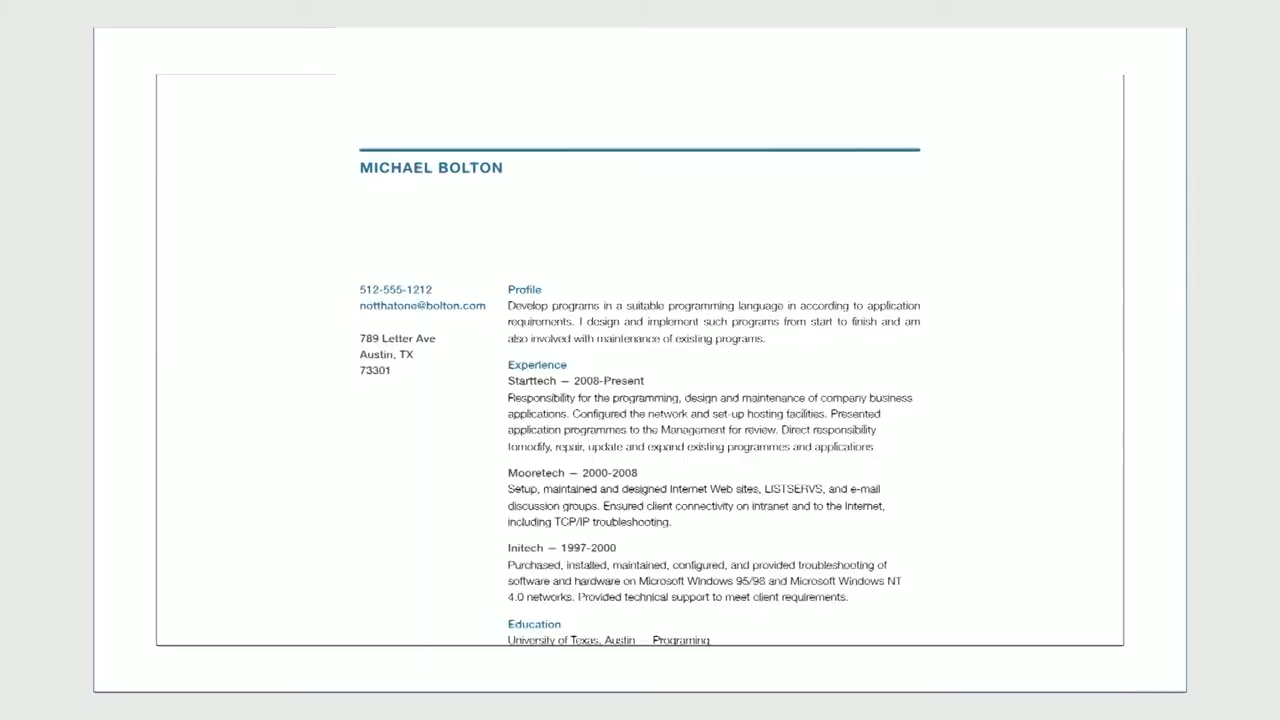 MICHAEL BOLTON
512-555-1212
notthatone@bolton.com
789 Letter Ave
Austin, TX
73301
Profile
Develop programs in a suitable programming language in according to application
requirements. I design and implement such programs from start to finish and am
also involved with maintenance of existing programs.
Experience
Starttech — 2008-Present
Responsibility for the programming, design and maintenance of company business
applications. Configured the network and set-up hosting facilities. Presented
application programmes to the Management for review. Direct responsibility
tomodify, repair, update and expand existing programmes and applications
Mooretech — 2000-2008
Setup, maintained and designed Internet Web sites, LISTSERVS, and e-mail
discussion groups. Ensured client connectivity on intranet and to the Internet,
including TCP/IP troubleshooting.
Initech — 1997-2000
Purchased, installed, maintained, configured, and provided troubleshooting of
software and hardware on Microsoft Windows 95/98 and Microsoft Windows NT
4.0 networks. Provided technical support to meet client requirements.
Education
University of Texas, Austin — Programing